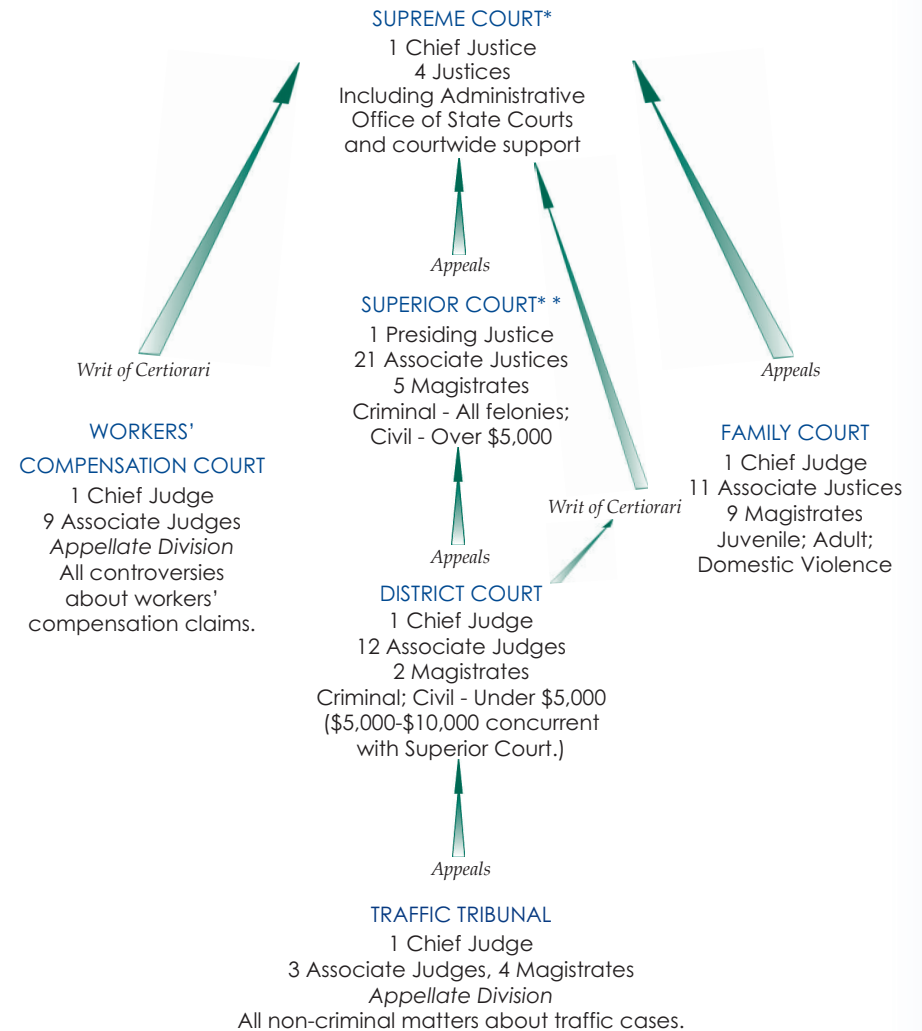 SUPREME COURT*
1 Chief Justice
4 Justices
Including Administrative
Office of State Courts
and courtwide support
Appeals
Writ of Certiorari
Appeals
SUPERIOR COURT* *
1 Presiding Justice
21 Associate Justices
5 Magistrates
Criminal - All felonies;
Civil - Over $5,000
WORKERS'
COMPENSATION COURT
1 Chief Judge
9 Associate Judges
Appellate Division
All controversies
about workers'
compensation claims.
FAMILY COURT
1 Chief Judge
11 Associate Justices
9 Magistrates
Juvenile; Adult;
Domestic Violence
Writ of Certiorari
Appeals
DISTRICT COURT
1 Chief Judge
12 Associate Judges
2 Magistrates
Criminal; Civil - Under $5,000
($5,000-$10,000 concurrent
with Superior Court.)
Appeals
TRAFFIC TRIBUNAL
1 Chief Judge
3 Associate Judges, 4 Magistrates
Appellate Division
All non-criminal matters about traffic cases.